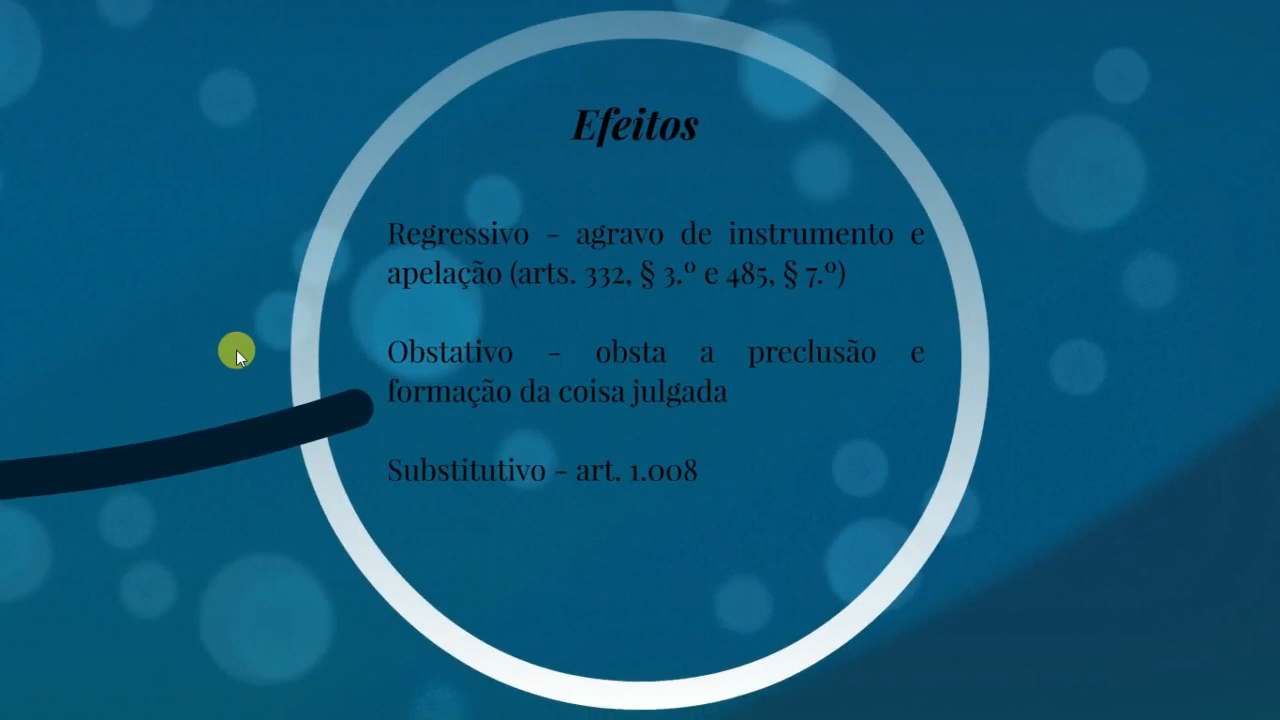 Efeitos
Regressivo - agravo de instrumento e
apelação (arts. 332, § 3.º e 485, § 7.º)
Obstativo - obsta a preclusão e
formação da coisa julgada
Substitutivo - art. 1.008